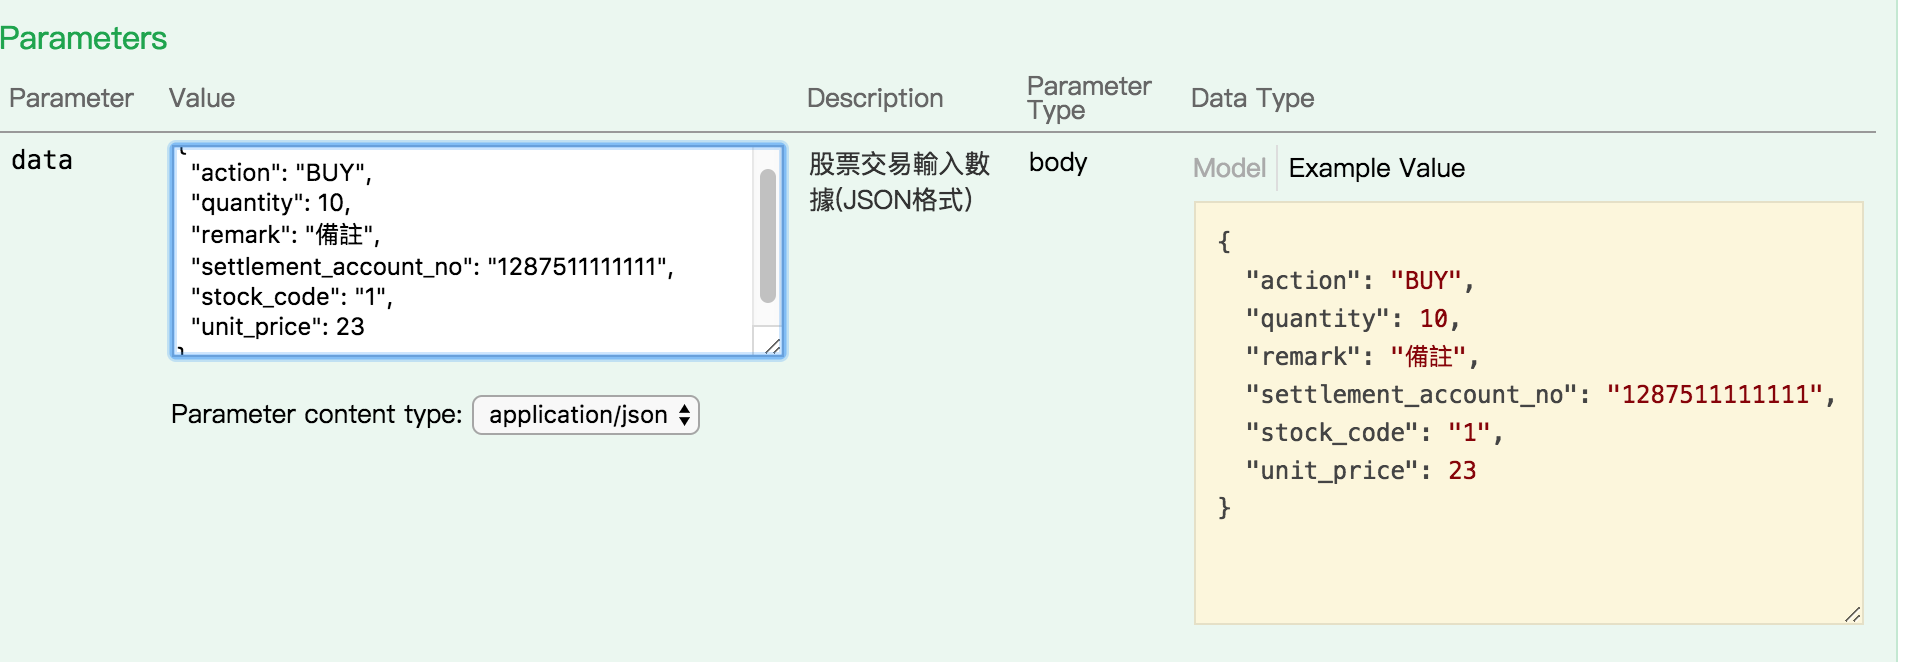 Parameters
Parameter Value Description Parameter Type Data Type
data
{
"action": "BUY",
"quantity": 10,
"remark": "備註",
"settlement_account_no": "1287511111111",
"stock_code": "1",
"unit_price": 23
}
Parameter content type: application/json
股票交易輸入數
據(JSON格式)
body
Model Example Value
{
"action": "BUY",
"quantity": 10,
"remark": "備註",
"settlement_account_no": "1287511111111",
"stock_code": "1",
"unit_price": 23
}